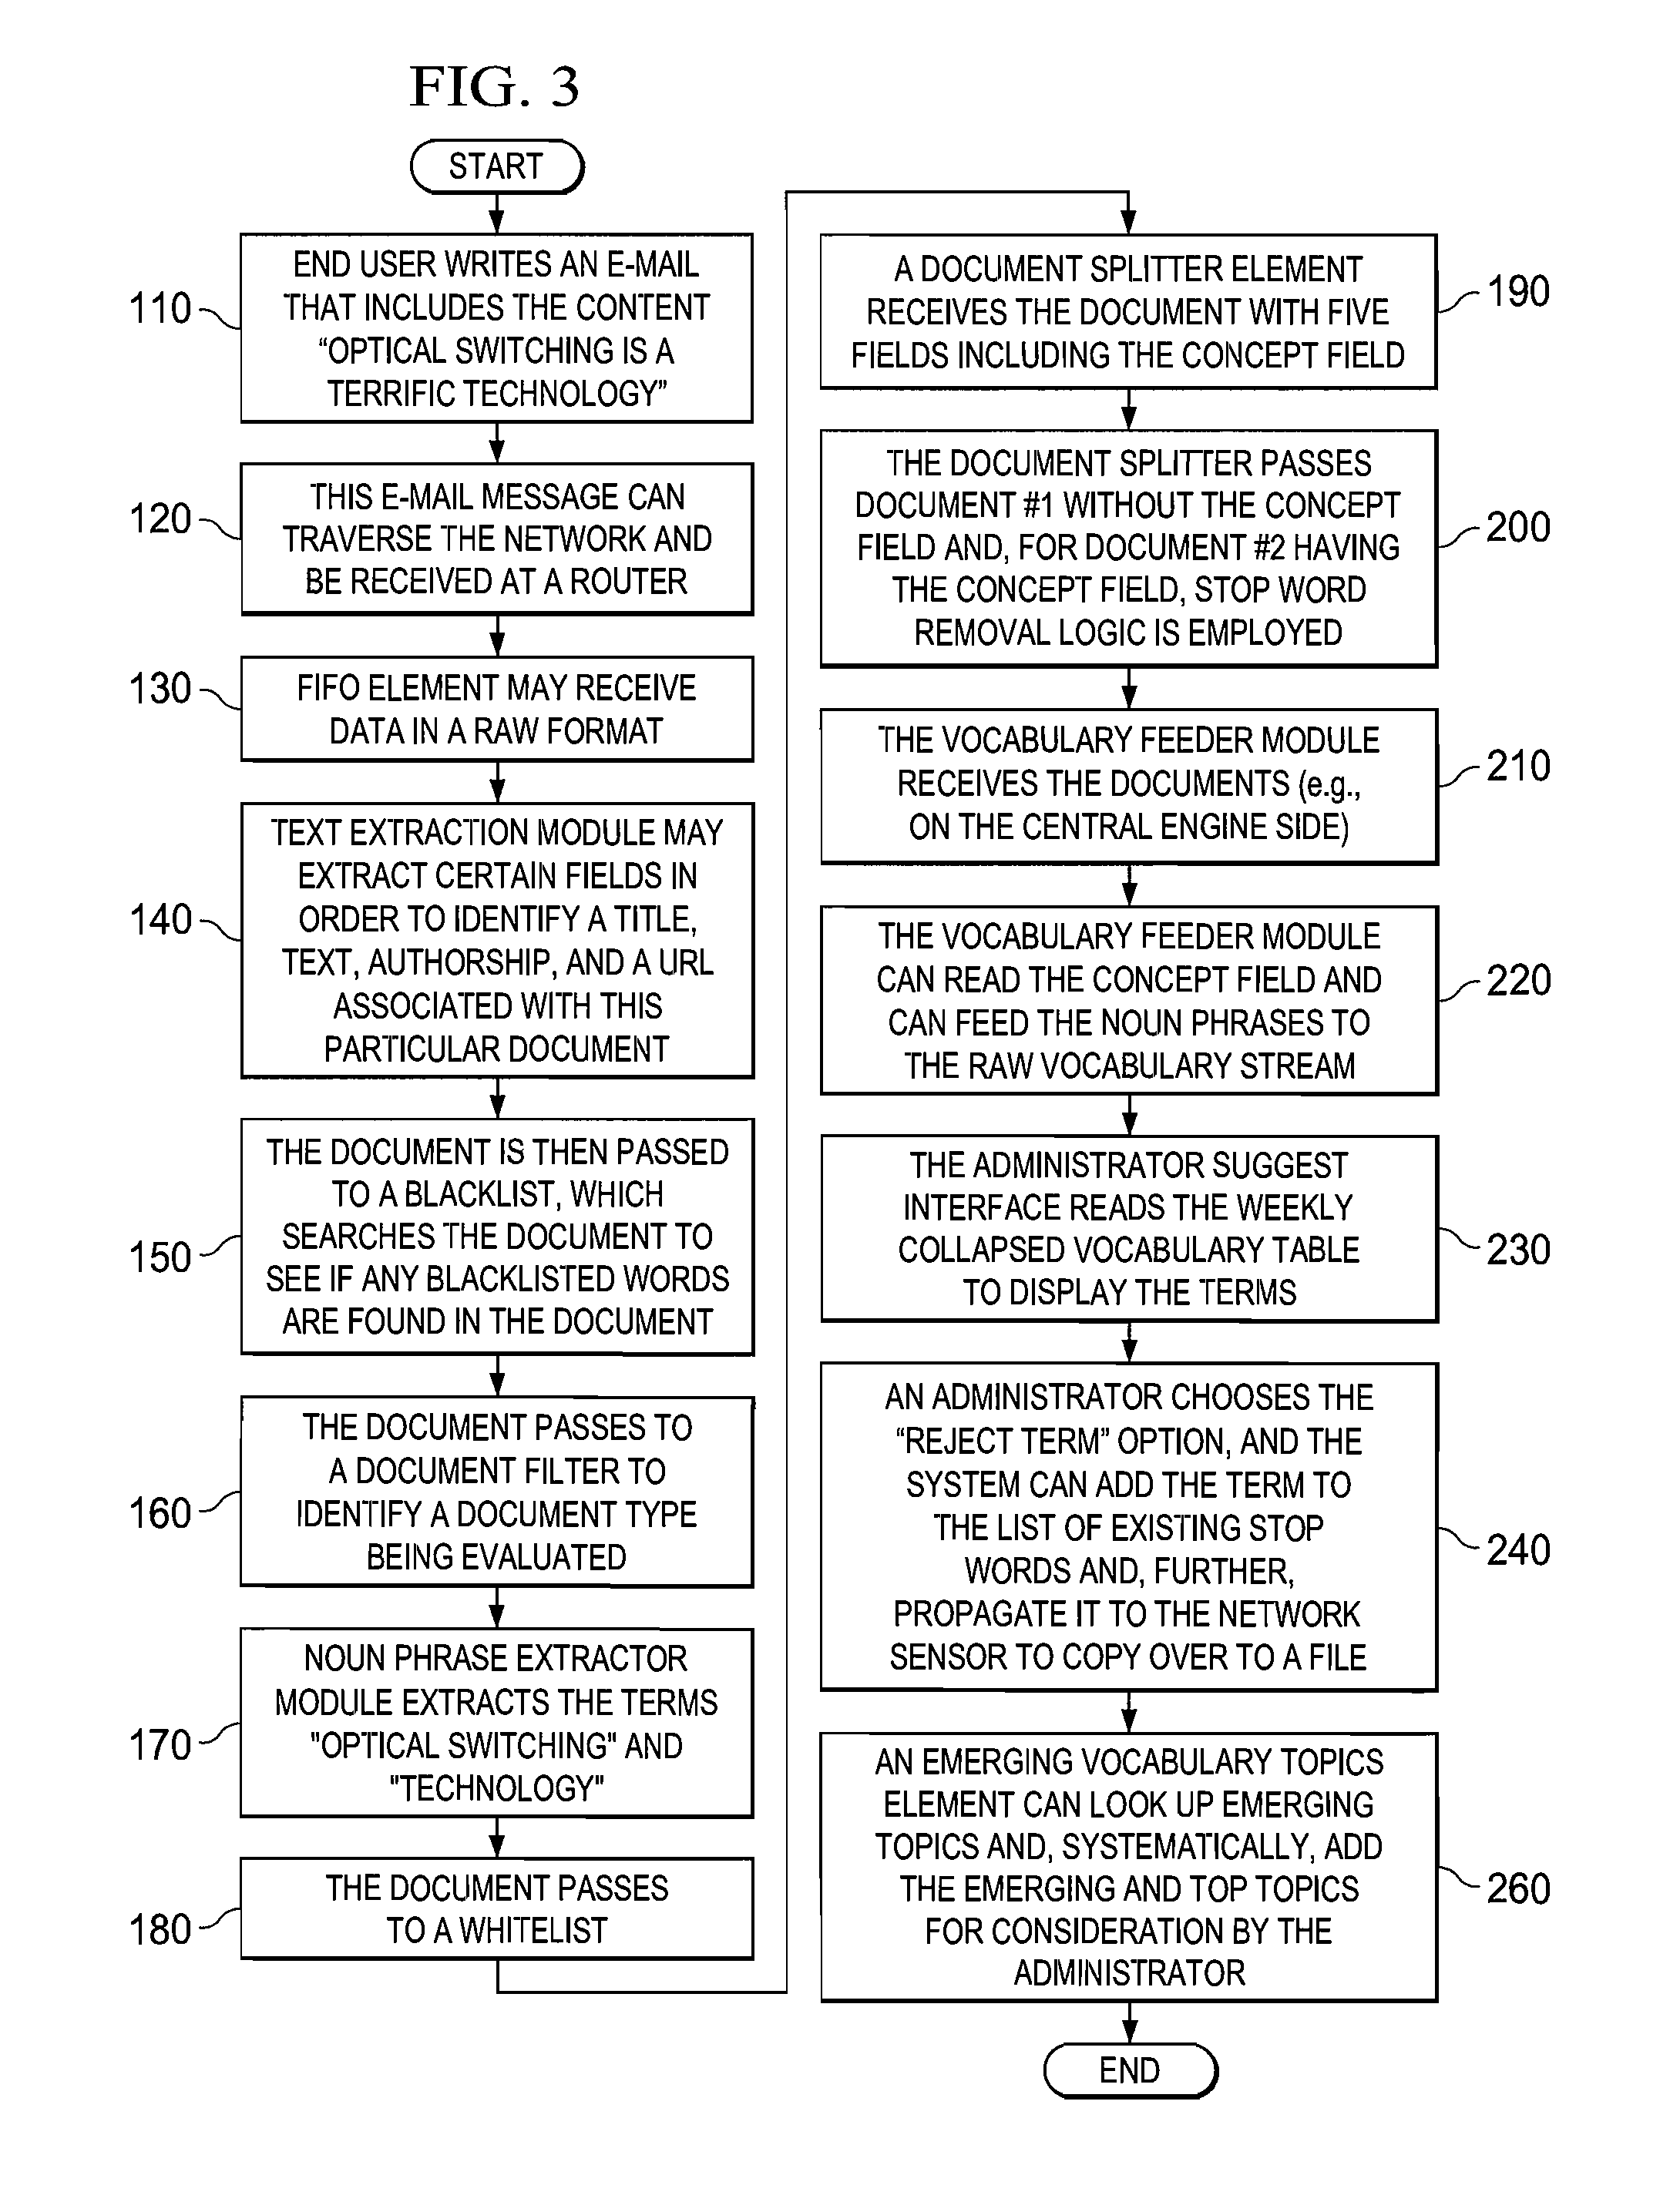 FIG. 3
START
110
END USER WRITES AN E-MAIL
THAT INCLUDES THE CONTENT
“OPTICAL SWITCHING IS A
TERRIFIC TECHNOLOGY”
120
THIS E-MAIL MESSAGE CAN
TRAVERSE THE NETWORK AND
BE RECEIVED AT A ROUTER
130
FIFO ELEMENT MAY RECEIVE
DATA IN A RAW FORMAT
140
TEXT EXTRACTION MODULE MAY
EXTRACT CERTAIN FIELDS IN
ORDER TO IDENTIFY A TITLE,
TEXT, AUTHORSHIP, AND A URL
ASSOCIATED WITH THIS
PARTICULAR DOCUMENT
150
THE DOCUMENT IS THEN PASSED
TO A BLACKLIST, WHICH
SEARCHES THE DOCUMENT TO
SEE IF ANY BLACKLISTED WORDS
ARE FOUND IN THE DOCUMENT
160
THE DOCUMENT PASSES TO
A DOCUMENT FILTER TO
IDENTIFY A DOCUMENT TYPE
BEING EVALUATED
170
NOUN PHRASE EXTRACTOR
MODULE EXTRACTS THE TERMS
"OPTICAL SWITCHING" AND
"TECHNOLOGY"
180
THE DOCUMENT PASSES
TO A WHITELIST
190
A DOCUMENT SPLITTER ELEMENT
RECEIVES THE DOCUMENT WITH FIVE
FIELDS INCLUDING THE CONCEPT FIELD
200
THE DOCUMENT SPLITTER PASSES
DOCUMENT #1 WITHOUT THE CONCEPT
FIELD AND, FOR DOCUMENT #2 HAVING
THE CONCEPT FIELD, STOP WORD
REMOVAL LOGIC IS EMPLOYED
210
THE VOCABULARY FEEDER MODULE
RECEIVES THE DOCUMENTS (e.g.,
ON THE CENTRAL ENGINE SIDE)
220
THE VOCABULARY FEEDER MODULE
CAN READ THE CONCEPT FIELD AND
CAN FEED THE NOUN PHRASES TO
THE RAW VOCABULARY STREAM
230
THE ADMINISTRATOR SUGGEST
INTERFACE READS THE WEEKLY
COLLAPSED VOCABULARY TABLE
TO DISPLAY THE TERMS
240
AN ADMINISTRATOR CHOOSES THE
“REJECT TERM” OPTION, AND THE
SYSTEM CAN ADD THE TERM TO
THE LIST OF EXISTING STOP
WORDS AND, FURTHER,
PROPAGATE IT TO THE NETWORK
SENSOR TO COPY OVER TO A FILE
260
AN EMERGING VOCABULARY TOPICS
ELEMENT CAN LOOK UP EMERGING
TOPICS AND, SYSTEMATICALLY, ADD
THE EMERGING AND TOP TOPICS
FOR CONSIDERATION BY THE
ADMINISTRATOR
END